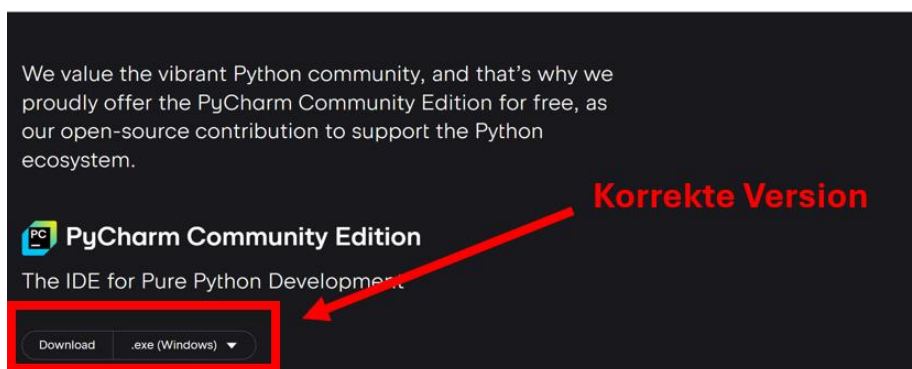 We value the vibrant Python community, and that's why we
proudly offer the PyCharm Community Edition for free, as
our open-source contribution to support the Python
ecosystem.
Korrekte Version
PC
PyCharm Community Edition
The IDE for Pure Python Development
Download .exe (Windows)